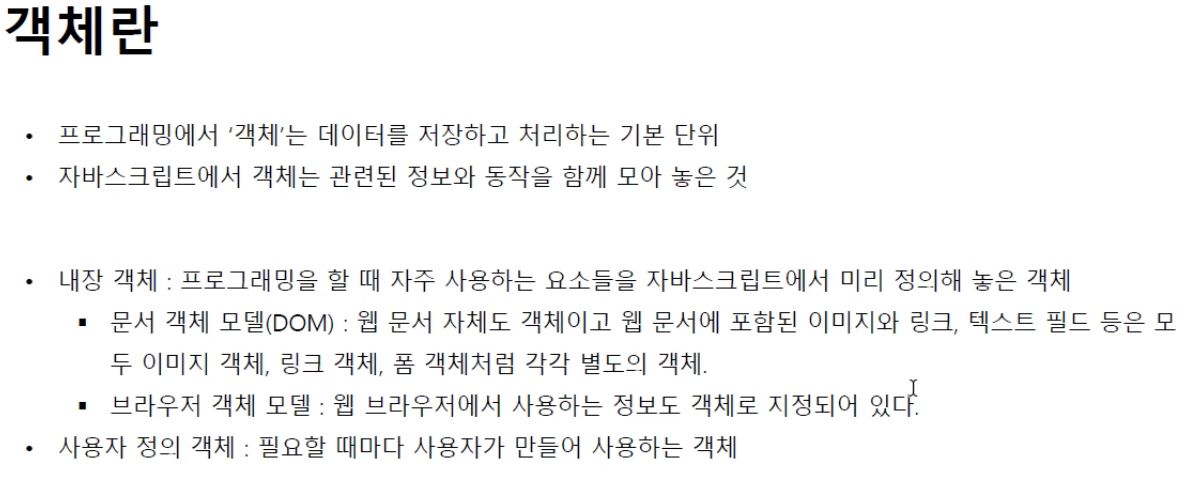 객체란
• 프로그래밍에서 ‘객체’는 데이터를 저장하고 처리하는 기본 단위
• 자바스크립트에서 객체는 관련된 정보와 동작을 함께 모아 놓은 것
• 내장 객체 : 프로그래밍을 할 때 자주 사용하는 요소들을 자바스크립트에서 미리 정의해 놓은 객체
▪ 문서 객체 모델(DOM) : 웹 문서 자체도 객체이고 웹 문서에 포함된 이미지와 링크, 텍스트 필드 등은 모
두 이미지 객체, 링크 객체, 폼 객체처럼 각각 별도의 객체.
▪ 브라우저 객체 모델 : 웹 브라우저에서 사용하는 정보도 객체로 지정되어 있다.
• 사용자 정의 객체 : 필요할 때마다 사용자가 만들어 사용하는 객체